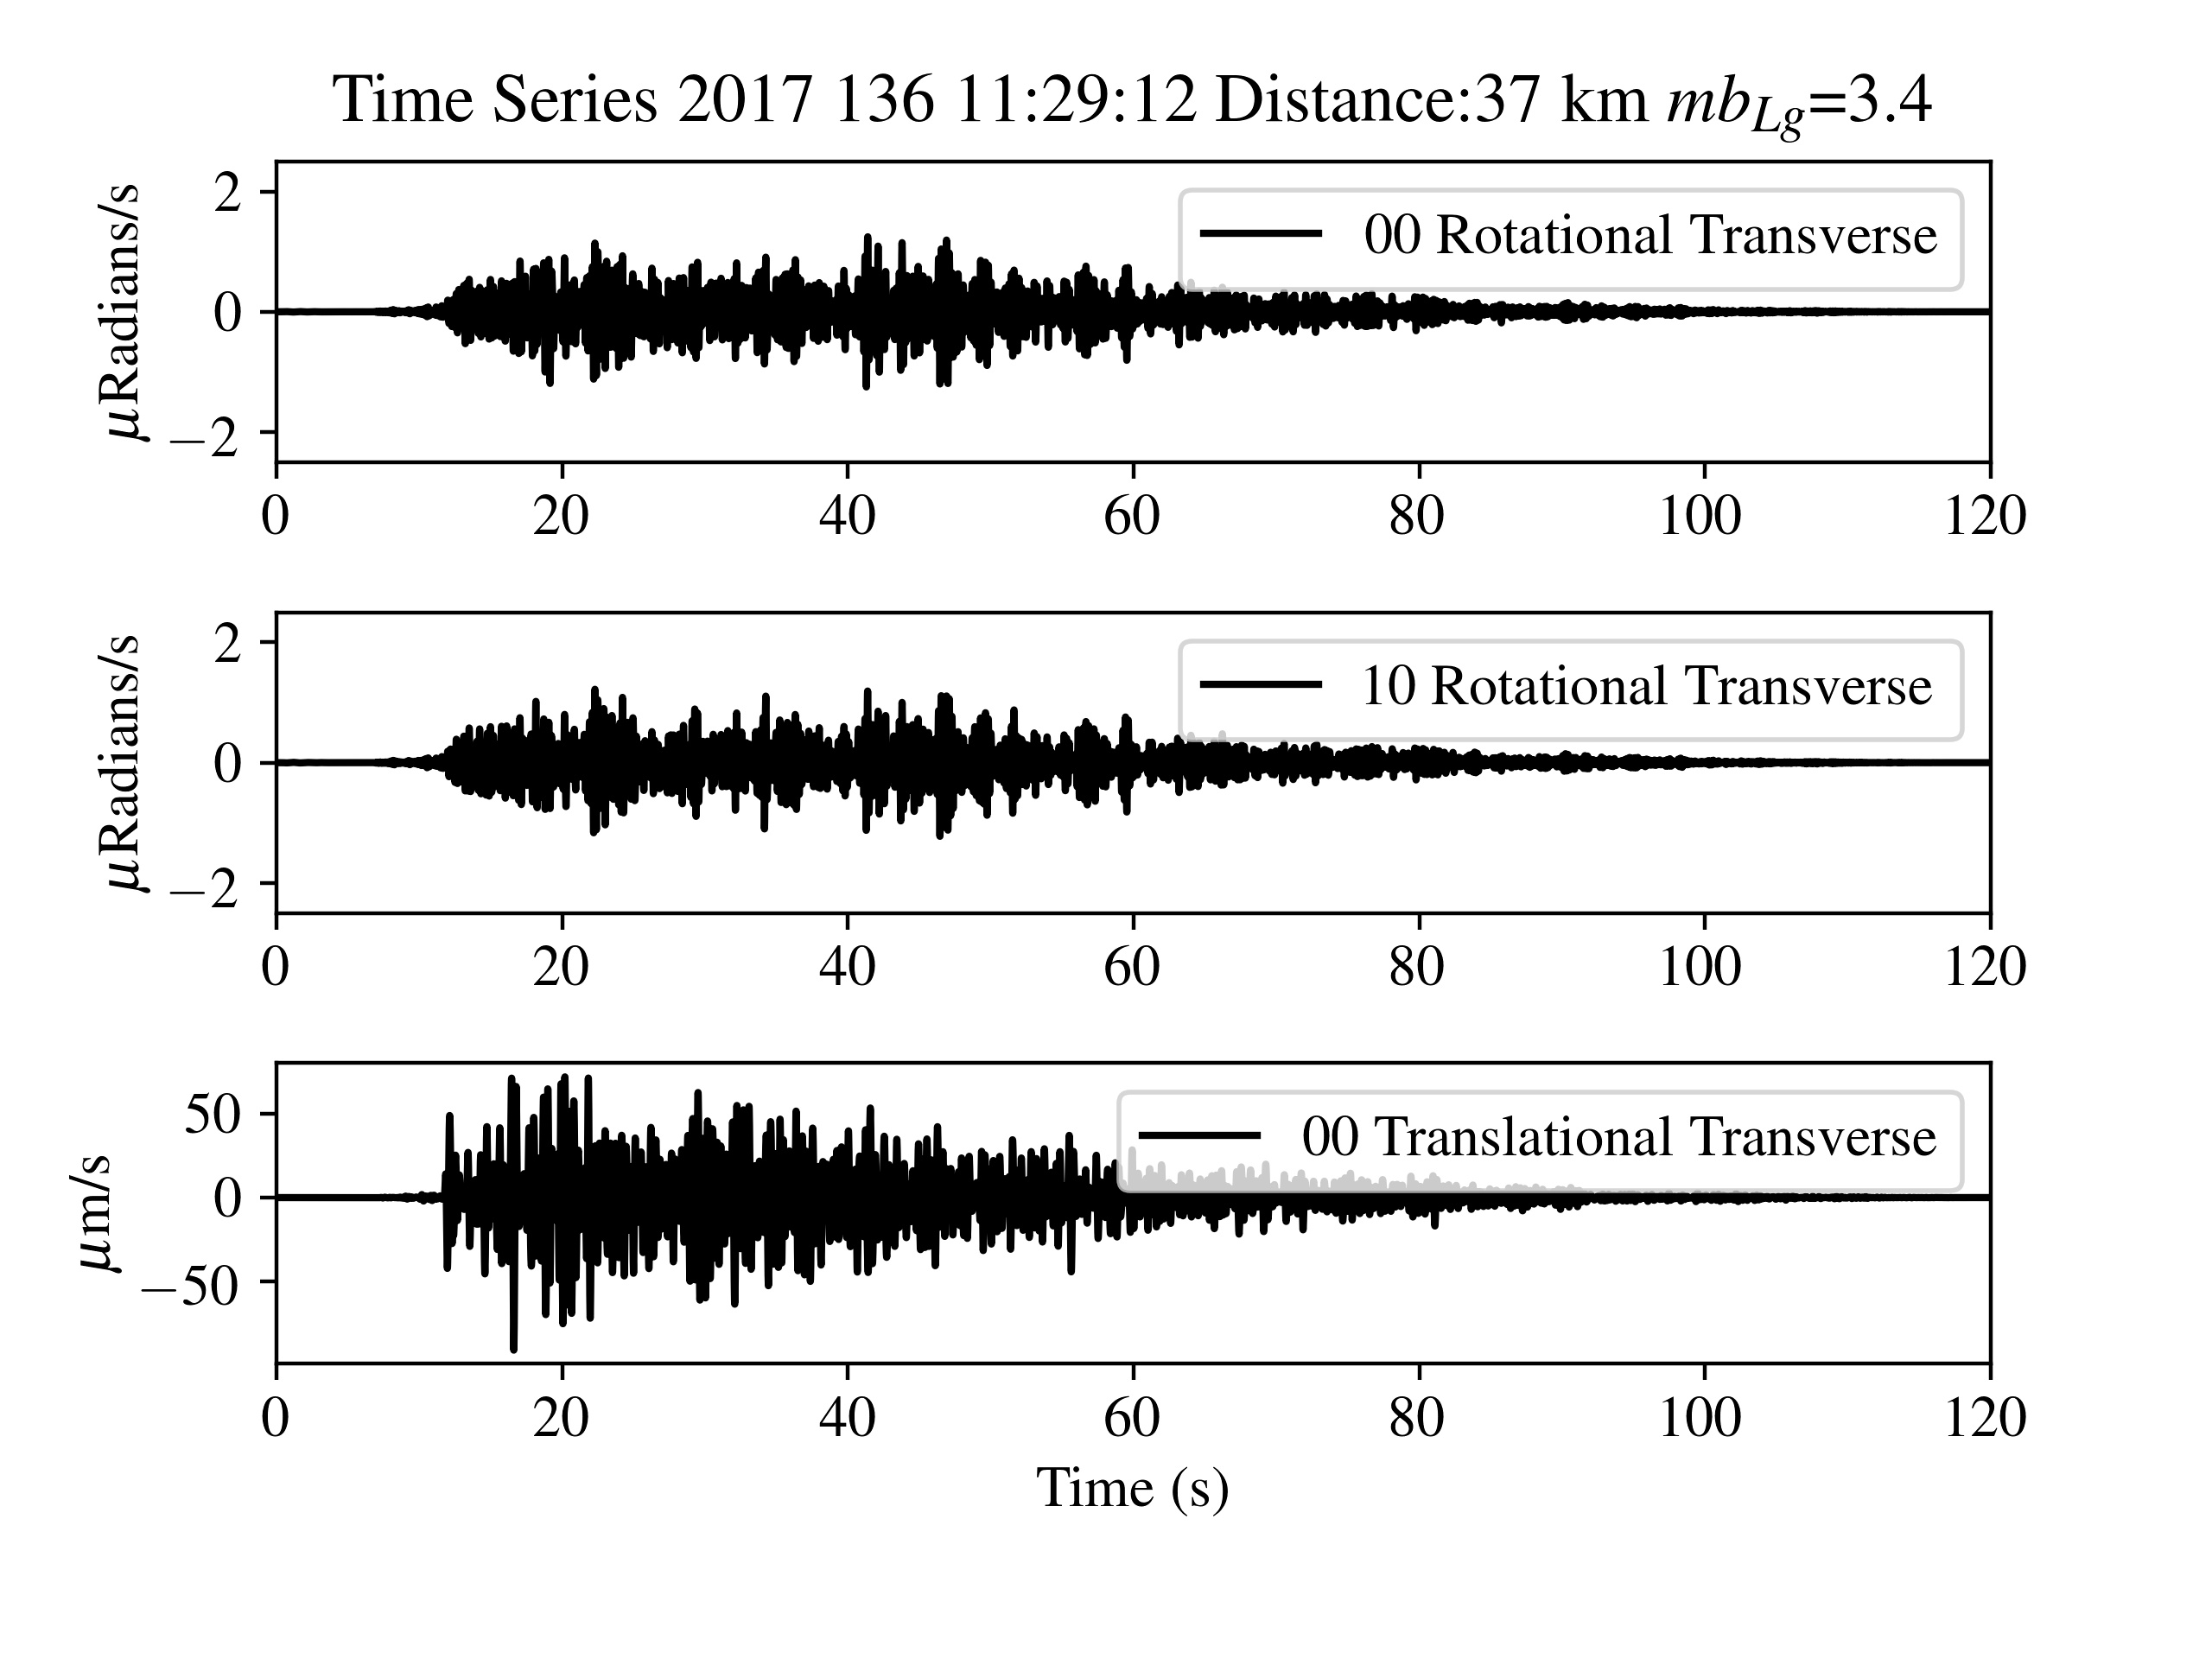 Time Series 2017 136 11:29:12 Distance:37 km mb_Lg=3.4
µRadians/s
2
0
−2
00 Rotational Transverse
0 20 40 60 80 100 120
µRadians/s
2
0
−2
10 Rotational Transverse
0 20 40 60 80 100 120
µm/s
50
0
−50
00 Translational Transverse
0 20 40 60 80 100 120
Time (s)